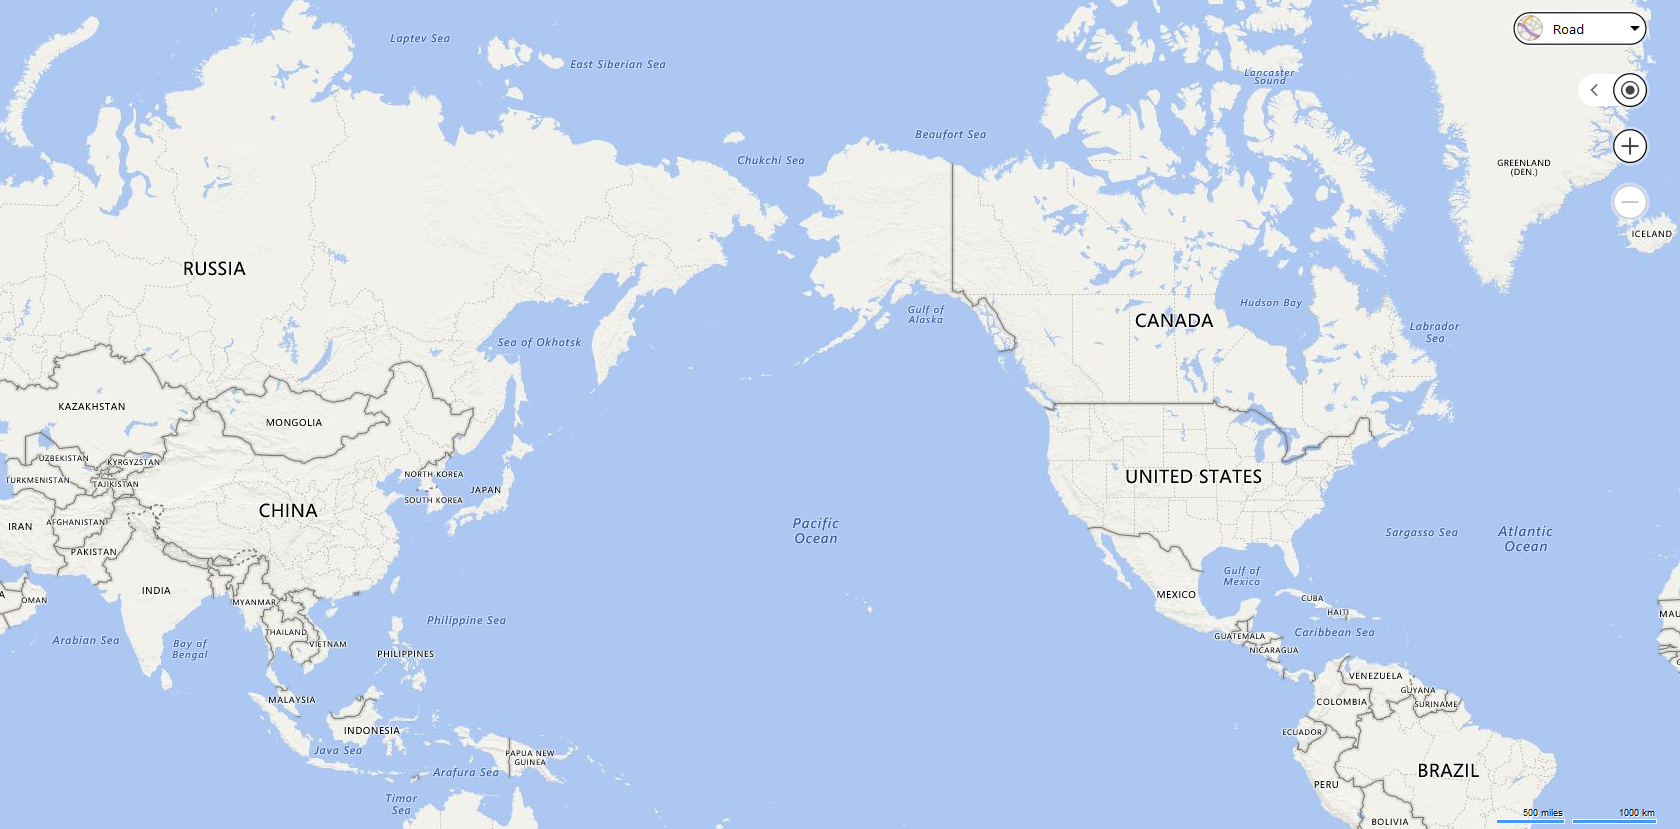 Laptev Sea
East Siberian Sea
Lancaster
Sound
Road
Beaufort Sea
Chukchi Sea
GREENLAND
(DEN.)
ICELAND
RUSSIA
Hudson Bay
Gulf of
Alaska
CANADA
Labrador
Sea
Sea of Okhotsk
KAZAKHSTAN
MONGOLIA
UZBEKISTAN
KYRGYZSTAN
TURKMENISTAN
TAJIKISTAN
NORTH KOREA
JAPAN
SOUTH KOREA
UNITED STATES
CHINA
IRAN
AFGHANISTAN
PAKISTAN
Pacific
Ocean
Sargasso Sea
Atlantic
Ocean
INDIA
A
OMAN
MYANMAR
Gulf of
Mexico
MEXICO
CUBA
HAITI
MAU
Arabian Sea
Bay of
Bengal
THAILAND
VIETNAM
Philippine Sea
PHILIPPINES
GUATEMALA
NICARAGUA
Caribbean Sea
MALAYSIA
INDONESIA
Java Sea
Arafura Sea
PAPUA NEW
GUINEA
Timor
Sea
VENEZUELA
GUYANA
SURINAME
COLOMBIA
ECUADOR
PERU
BRAZIL
BOLIVIA
500 miles
1000 km